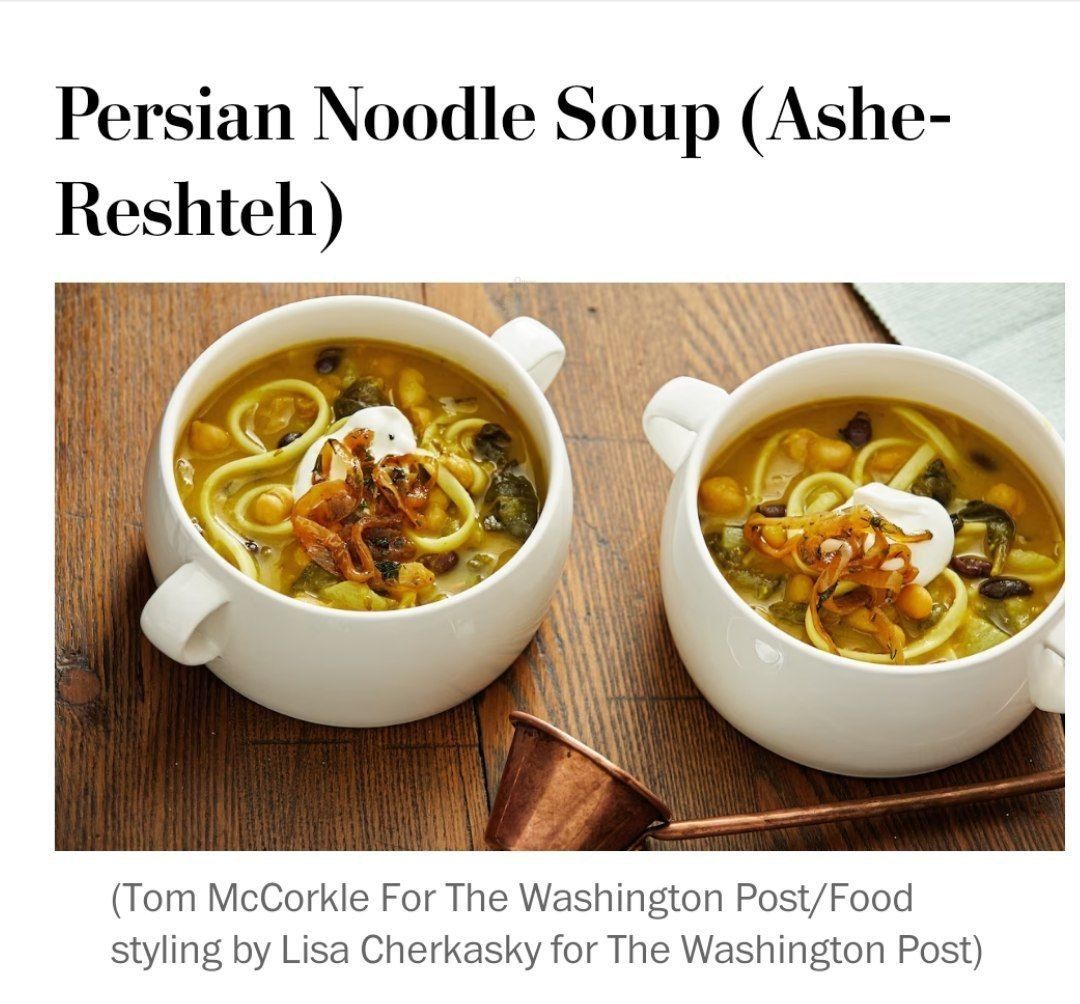 Persian Noodle Soup (Ashe-
Reshteh)
(Tom McCorkle For The Washington Post/Food
styling by Lisa Cherkasky for The Washington Post)